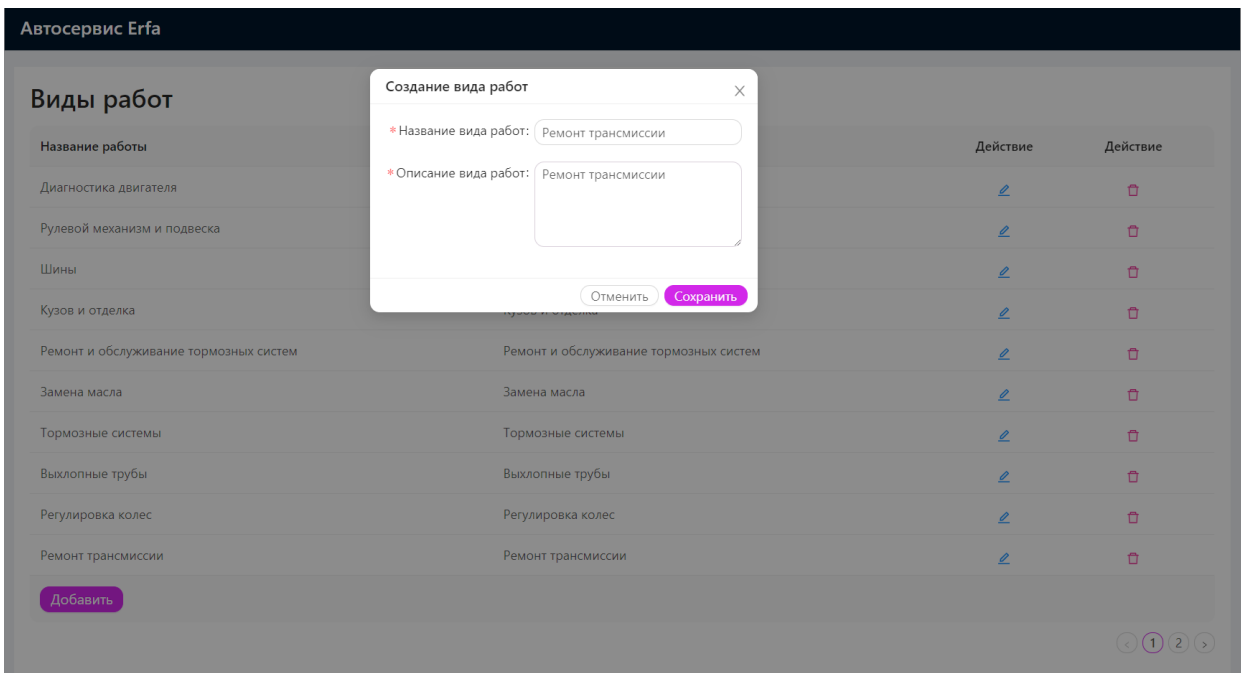 Автосервис Erfa
Виды работ
Создание вида работ
* Название вида работ: Ремонт трансмиссии
* Описание вида работ: Ремонт трансмиссии
Отменить Сохранить
Название работы Действие Действие
Диагностика двигателя
Рулевой механизм и подвеска
Шины
Кузов и отделка Кузов и отделка
Ремонт и обслуживание тормозных систем Ремонт и обслуживание тормозных систем
Замена масла Замена масла
Тормозные системы Тормозные системы
Выхлопные трубы Выхлопные трубы
Регулировка колес Регулировка колес
Ремонт трансмиссии Ремонт трансмиссии
Добавить
< 1 2 >